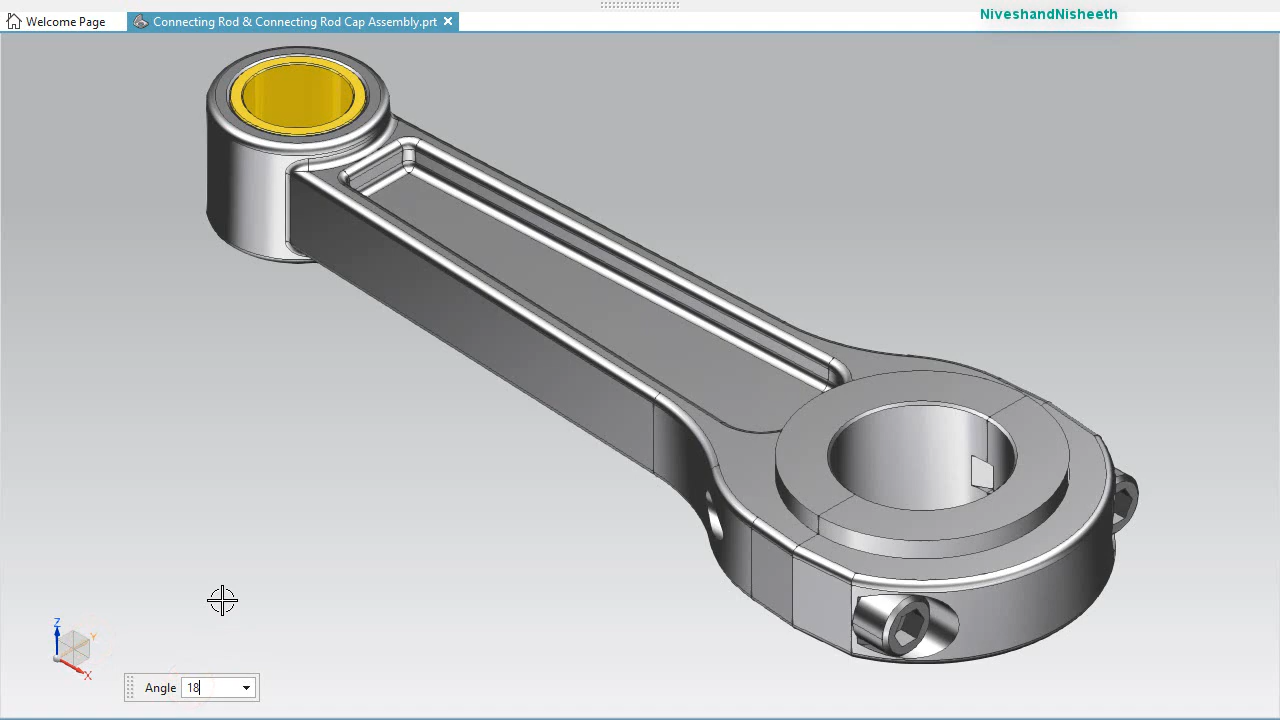 NiveshandNisheeth
Welcome Page
Connecting Rod & Connecting Rod Cap Assembly.prt
Z
Y
X
Angle 18